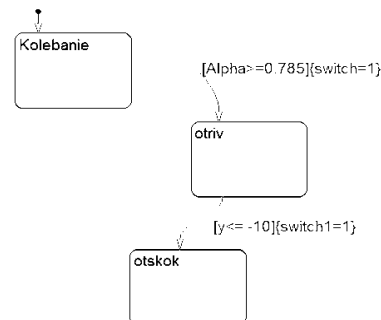 Kolebanie
[Alpha>=0.785]{switch=1}
otriv
[y<= -10]{switch1=1}
otskok